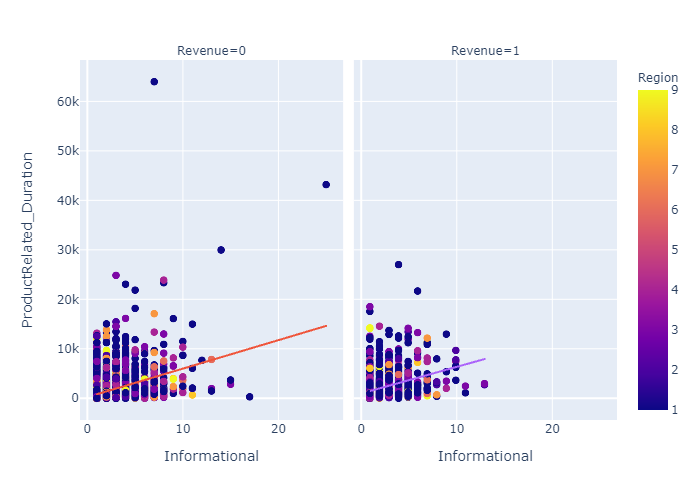 Revenue=0
Revenue=1
Region
ProductRelated_Duration
60k
50k
40k
30k
20k
10k
0
0
10
20
0
10
20
Informational
Informational
9
8
7
6
5
4
3
2
1